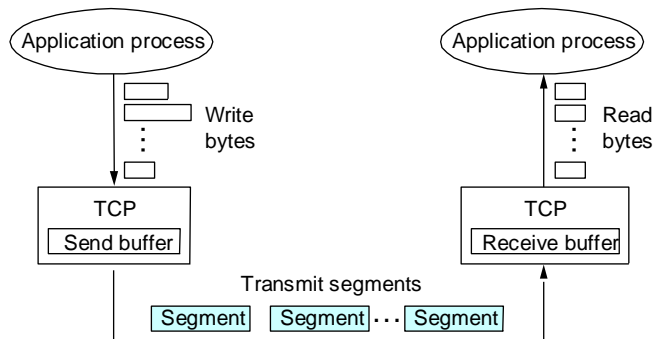 Application process
Application process
Write
bytes
Read
bytes
TCP
Send buffer
TCP
Receive buffer
Transmit segments
Segment Segment ... Segment